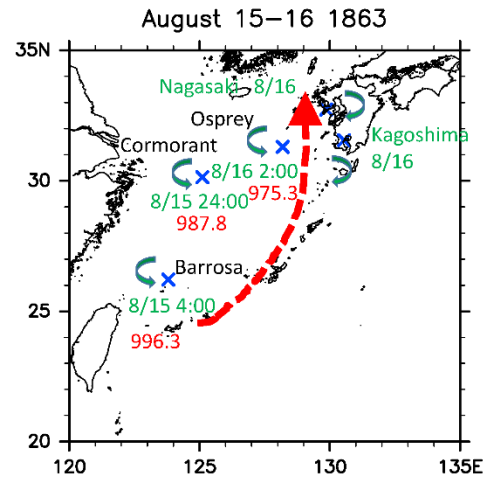 August 15-16 1863
35N
Nagasaki 8/16
Osprey
Kagoshima
8/16
Cormorant
8/16 2:00
975.3
30
8/15 24:00
987.8
Barrosa
8/15 4:00
996.3
25
20
120
125
130
135E